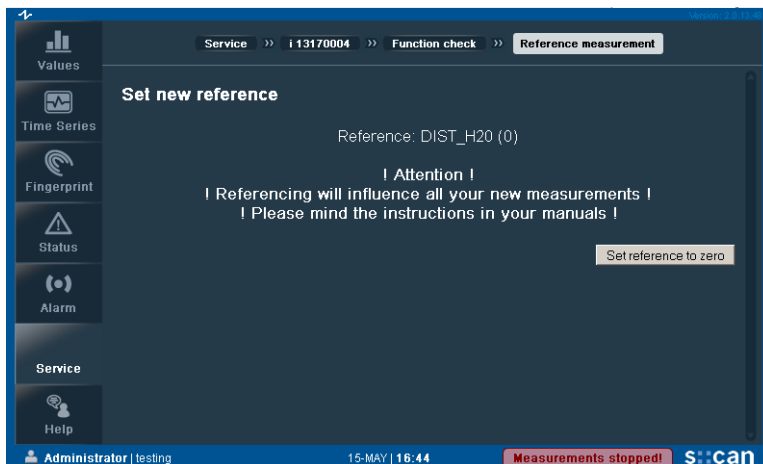 Version: 2.0.13.48
Service » i 13170004 » Function check » Reference measurement
Values
Time Series
Fingerprint
Status
Alarm
Service
Help
Set new reference
Reference: DIST_H20 (0)
! Attention !
! Referencing will influence all your new measurements !
! Please mind the instructions in your manuals !
Set reference to zero
Administrator | testing
15-MAY | 16:44
Measurements stopped!
s::can